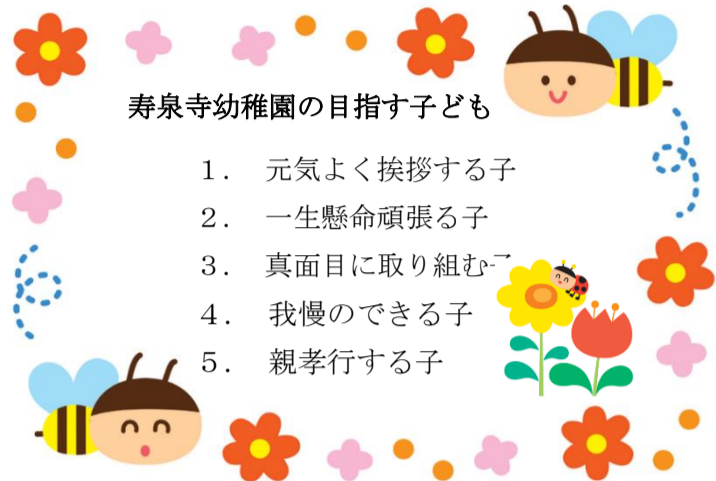 寿泉寺幼稚園の目指す子ども
１．　元気よく挨拶する子
２．　一生懸命頑張る子
３．　真面目に取り組む子
４．　我慢のできる子
５．　親孝行する子